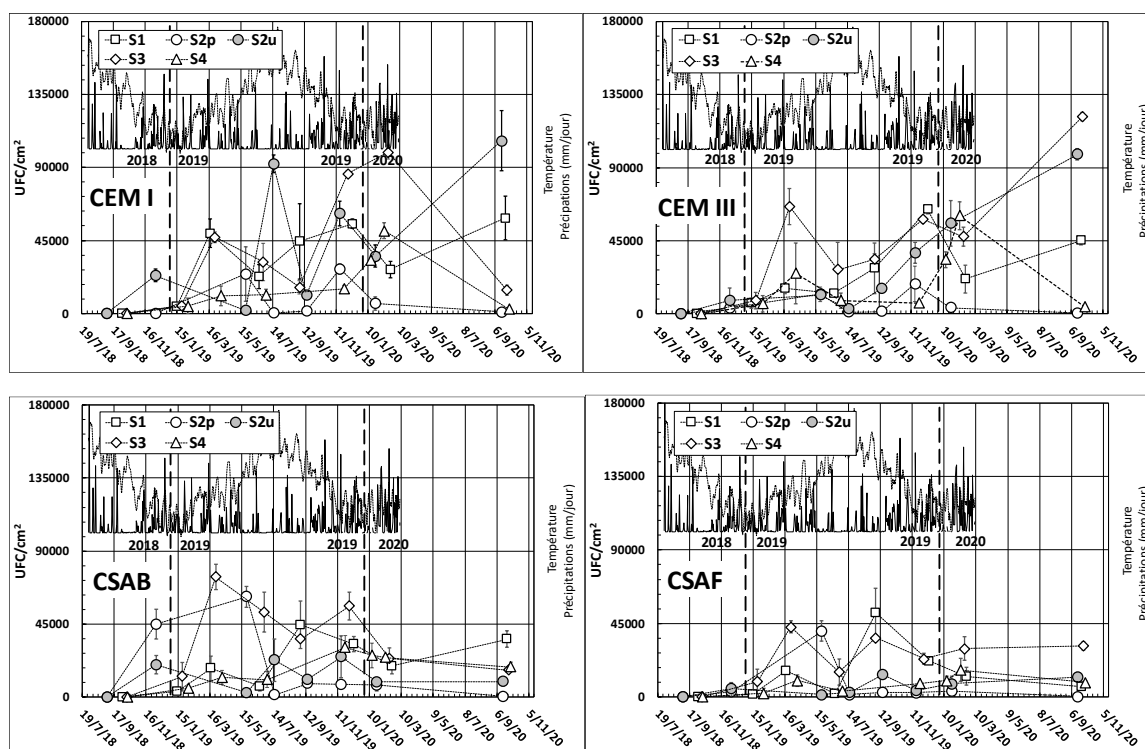 180000
135000
90000
45000
0
UFC/cm²
S1 S2p S2u
S3 S4
2018 2019 2019 2020
CEM I
Température
Précipations (mm/jour)
19/7/18 17/9/18 16/11/18 15/1/19 16/3/19 15/5/19 14/7/19 12/9/19 11/11/19 10/1/20 10/3/20 9/5/20 8/7/20 6/9/20 5/11/20
180000
135000
90000
45000
0
UFC/cm²
S1 S2p S2u
S3 S4
2018 2019 2019 2020
CEM III
Température
Précipitations (mm/jour)
19/7/18 17/9/18 16/11/18 15/1/19 16/3/19 15/5/19 14/7/19 12/9/19 11/11/19 10/1/20 10/3/20 9/5/20 8/7/20 6/9/20 5/11/20
180000
135000
90000
45000
0
UFC/cm²
S1 S2p S2u
S3 S4
2018 2019 2019 2020
CSAB
Température
Précipitations (mm/jour)
19/7/18 17/9/18 16/11/18 15/1/19 16/3/19 15/5/19 14/7/19 12/9/19 11/11/19 10/1/20 10/3/20 9/5/20 8/7/20 6/9/20 5/11/20
180000
135000
90000
45000
0
UFC/cm²
S1 S2p S2u
S3 S4
2018 2019 2019 2020
CSAF
Température
Précipitations (mm/jour)
19/7/18 17/9/18 16/11/18 15/1/19 16/3/19 15/5/19 14/7/19 12/9/19 11/11/19 10/1/20 10/3/20 9/5/20 8/7/20 6/9/20 5/11/20